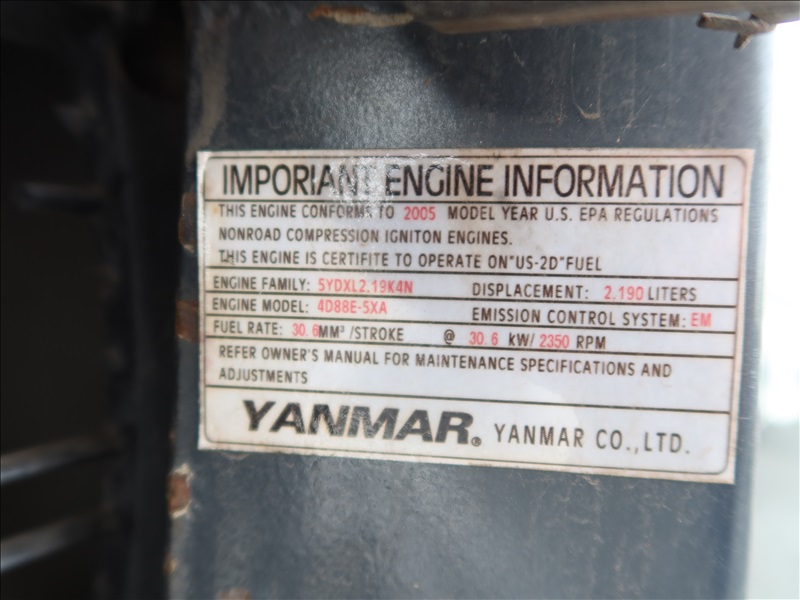 IMPORIANT ENGINE INFORMATION
THIS ENGINE CONFORMS TO 2005 MODEL YEAR U.S. EPA REGULATIONS
NONROAD COMPRESSION IGNITON ENGINES.
THIS ENGINE IS CERTIFITE TO OPERATE ON"US-2D"FUEL
ENGINE FAMILY: 5YDXL2.19K4N DISPLACEMENT: 2.190 LITERS
ENGINE MODEL: 4D88E-5XA EMISSION CONTROL SYSTEM: EM
FUEL RATE: 30.6MM³/STROKE @ 30.6 kW/ 2350 RPM
REFER OWNER'S MANUAL FOR MAINTENANCE SPECIFICATIONS AND
ADJUSTMENTS
YANMAR® YANMAR CO.,LTD.